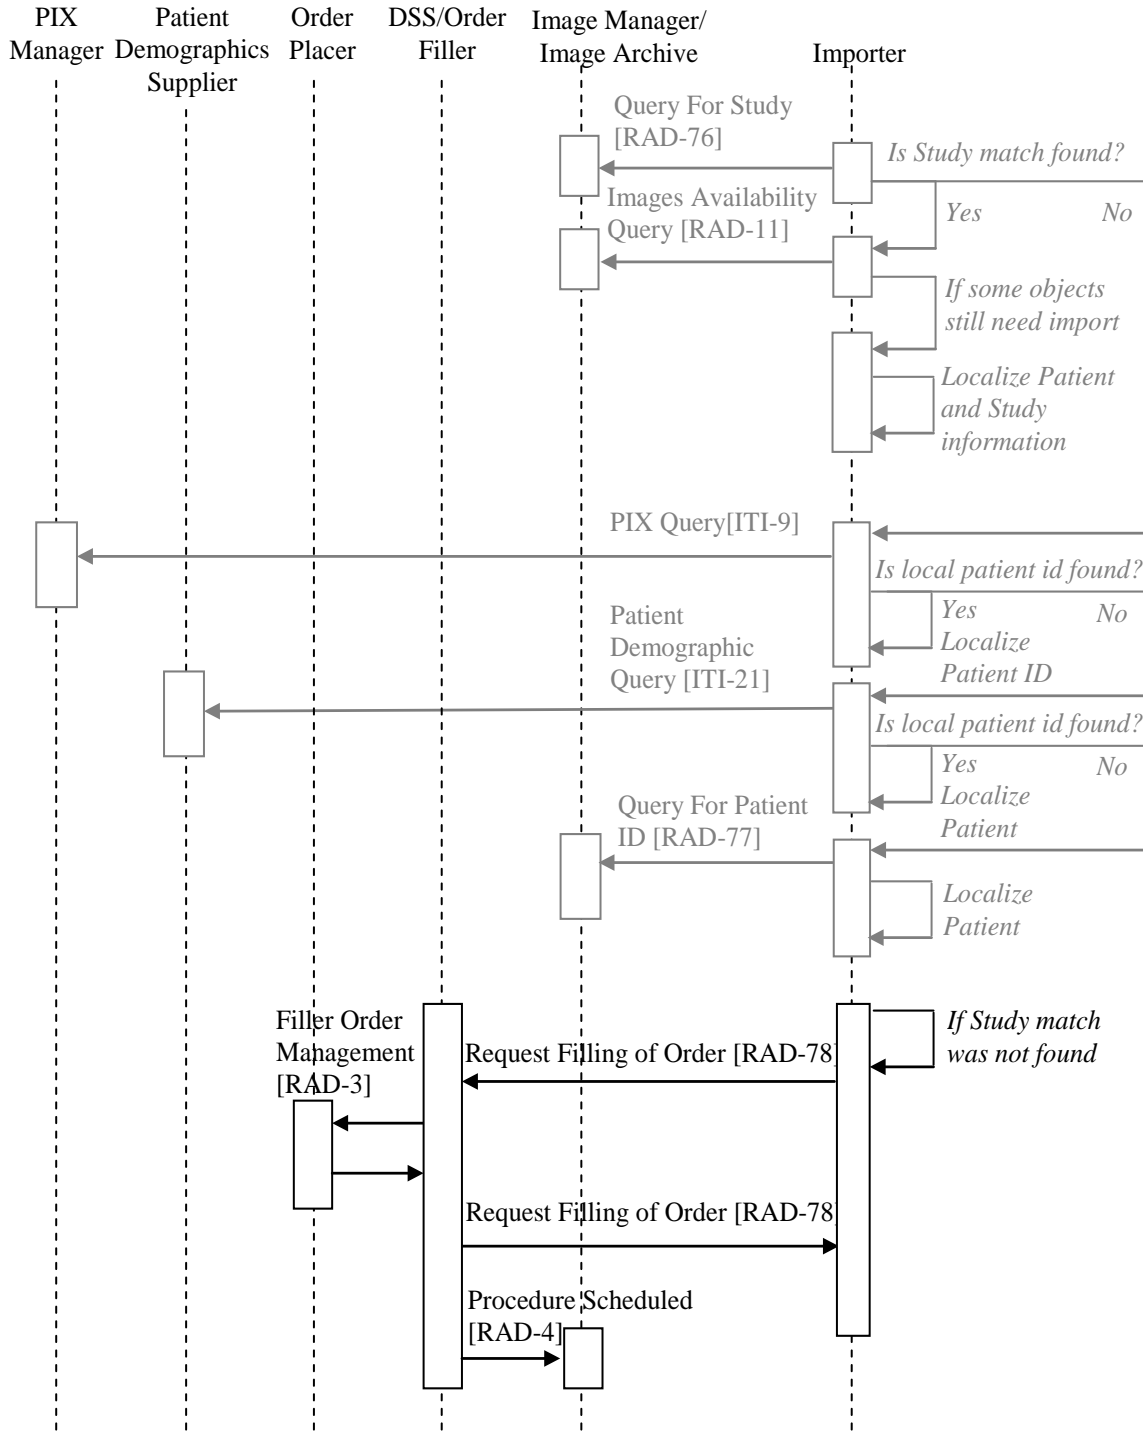 PIX
Manager
Patient
Demographics
Supplier
Order
Placer
DSS/Order
Filler
Image Manager/
Image Archive
Importer
Query For Study
[RAD-76]
Is Study match found?
Yes
No
Images Availability
Query [RAD-11]
If some objects
still need import
Localize Patient
and Study
information
PIX Query[ITI-9]
Is local patient id found?
Yes
No
Localize
Patient ID
Patient
Demographic
Query [ITI-21]
Is local patient id found?
Yes
No
Localize
Patient
Query For Patient
ID [RAD-77]
Localize
Patient
Filler Order
Management
[RAD-3]
If Study match
was not found
Request Filling of Order [RAD-78]
Request Filling of Order [RAD-78]
Procedure Scheduled
[RAD-4]